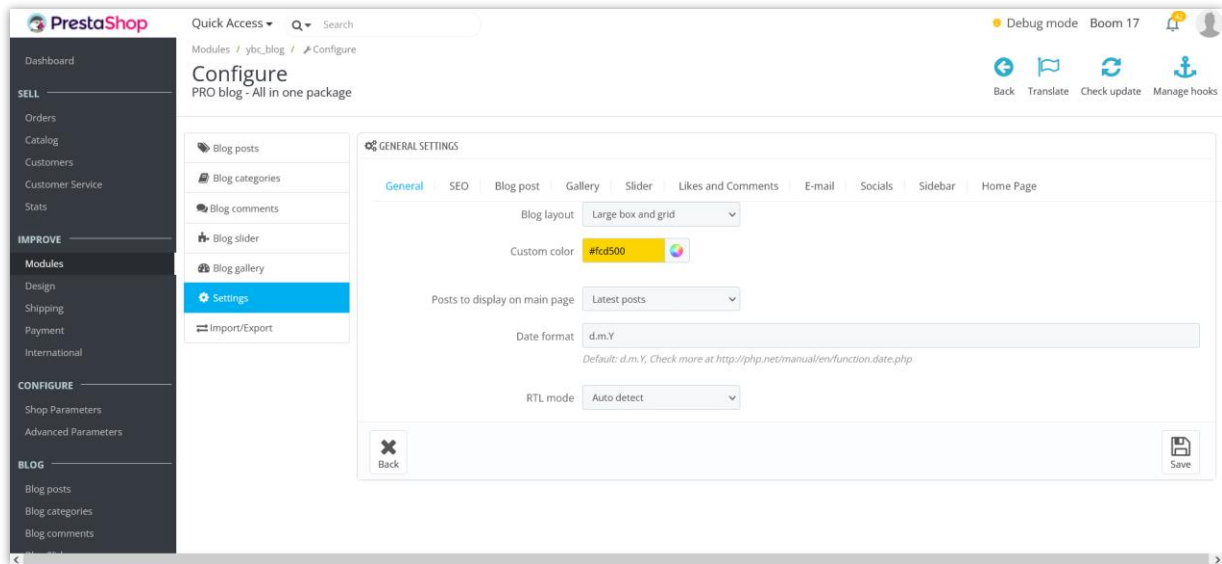 PrestaShop
Quick Access
Search
Debug mode
Boom 17
Dashboard
SELL
Orders
Catalog
Customers
Customer Service
Stats
IMPROVE
Modules
Design
Shipping
Payment
International
CONFIGURE
Shop Parameters
Advanced Parameters
BLOG
Blog posts
Blog categories
Blog comments
Modules / ybc_blog / Configure
Configure
PRO blog - All in one package
Back
Translate
Check update
Manage hooks
Blog posts
Blog categories
Blog comments
Blog slider
Blog gallery
Settings
Import/Export
GENERAL SETTINGS
General SEO Blog post Gallery Slider Likes and Comments E-mail Socials Sidebar Home Page
Blog layout Large box and grid
Custom color #fcd500
Posts to display on main page Latest posts
Date format d.m.Y
Default: d.m.Y, Check more at http://php.net/manual/en/function.date.php
RTL mode Auto detect
Back
Save